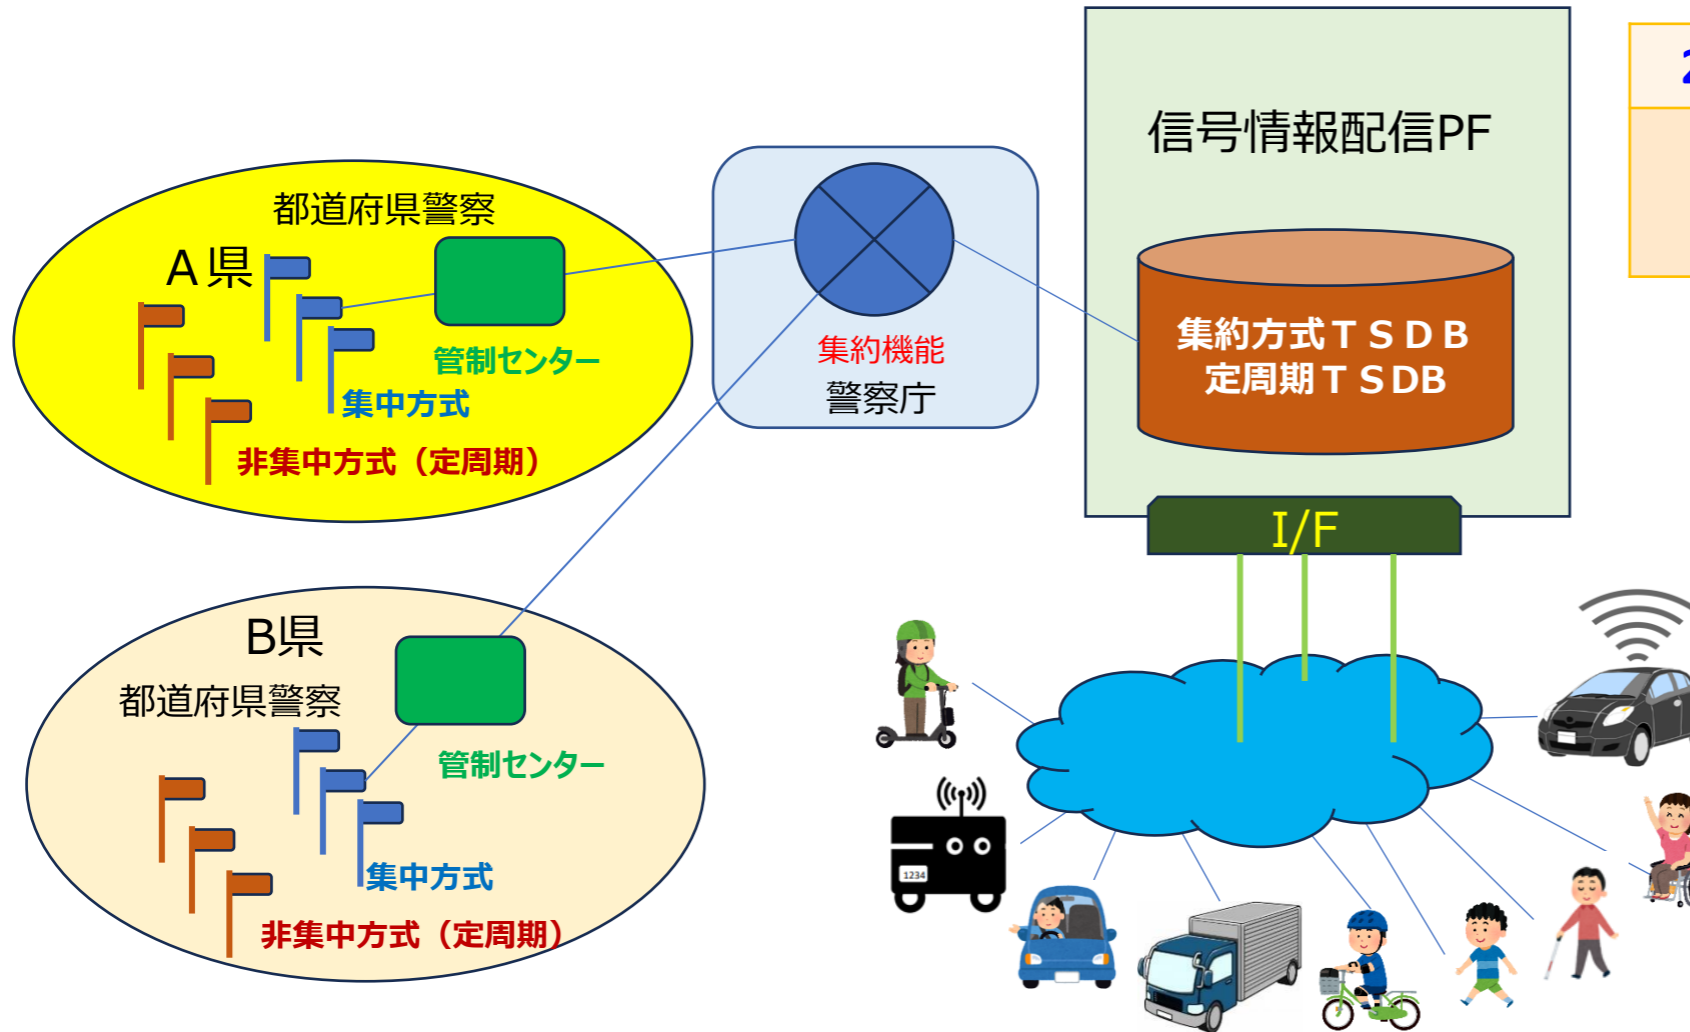 都道府県警察
A県
管制センター
集中方式
非集中方式（定周期）
集約機能
警察庁
信号情報配信PF
集約方式ＴＳＤＢ
定周期ＴＳDB
I/F
B県
都道府県警察
管制センター
集中方式
非集中方式（定周期）
1234